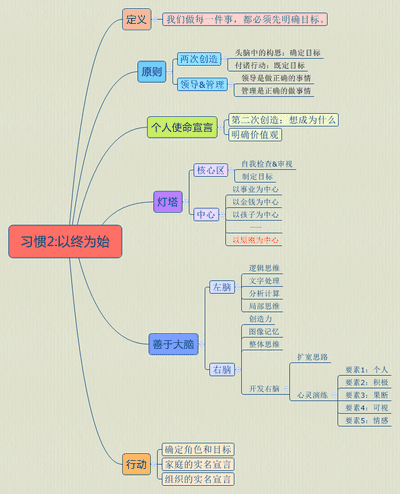 定义
我们做每一件事，都必须先明确目标。
原则
两次创造
头脑中的构思：确定目标
付诸行动：既定目标
领导&管理
领导是做正确的事情
管理是正确的做事情
个人使命宣言
第二次创造：想成为什么
明确价值观
习惯2:以终为始
灯塔
核心区
自我检查&审视
制定目标
中心
以事业为中心
以金钱为中心
以孩子为中心
······
以原则为中心
善于大脑
左脑
逻辑思维
文字处理
分析计算
局部思维
右脑
创造力
图像记忆
整体思维
开发右脑
扩宽思路
心灵演练
要素1：个人
要素2：积极
要素3：果断
要素4：可视
要素5：情感
行动
确定角色和目标
家庭的实名宣言
组织的实名宣言